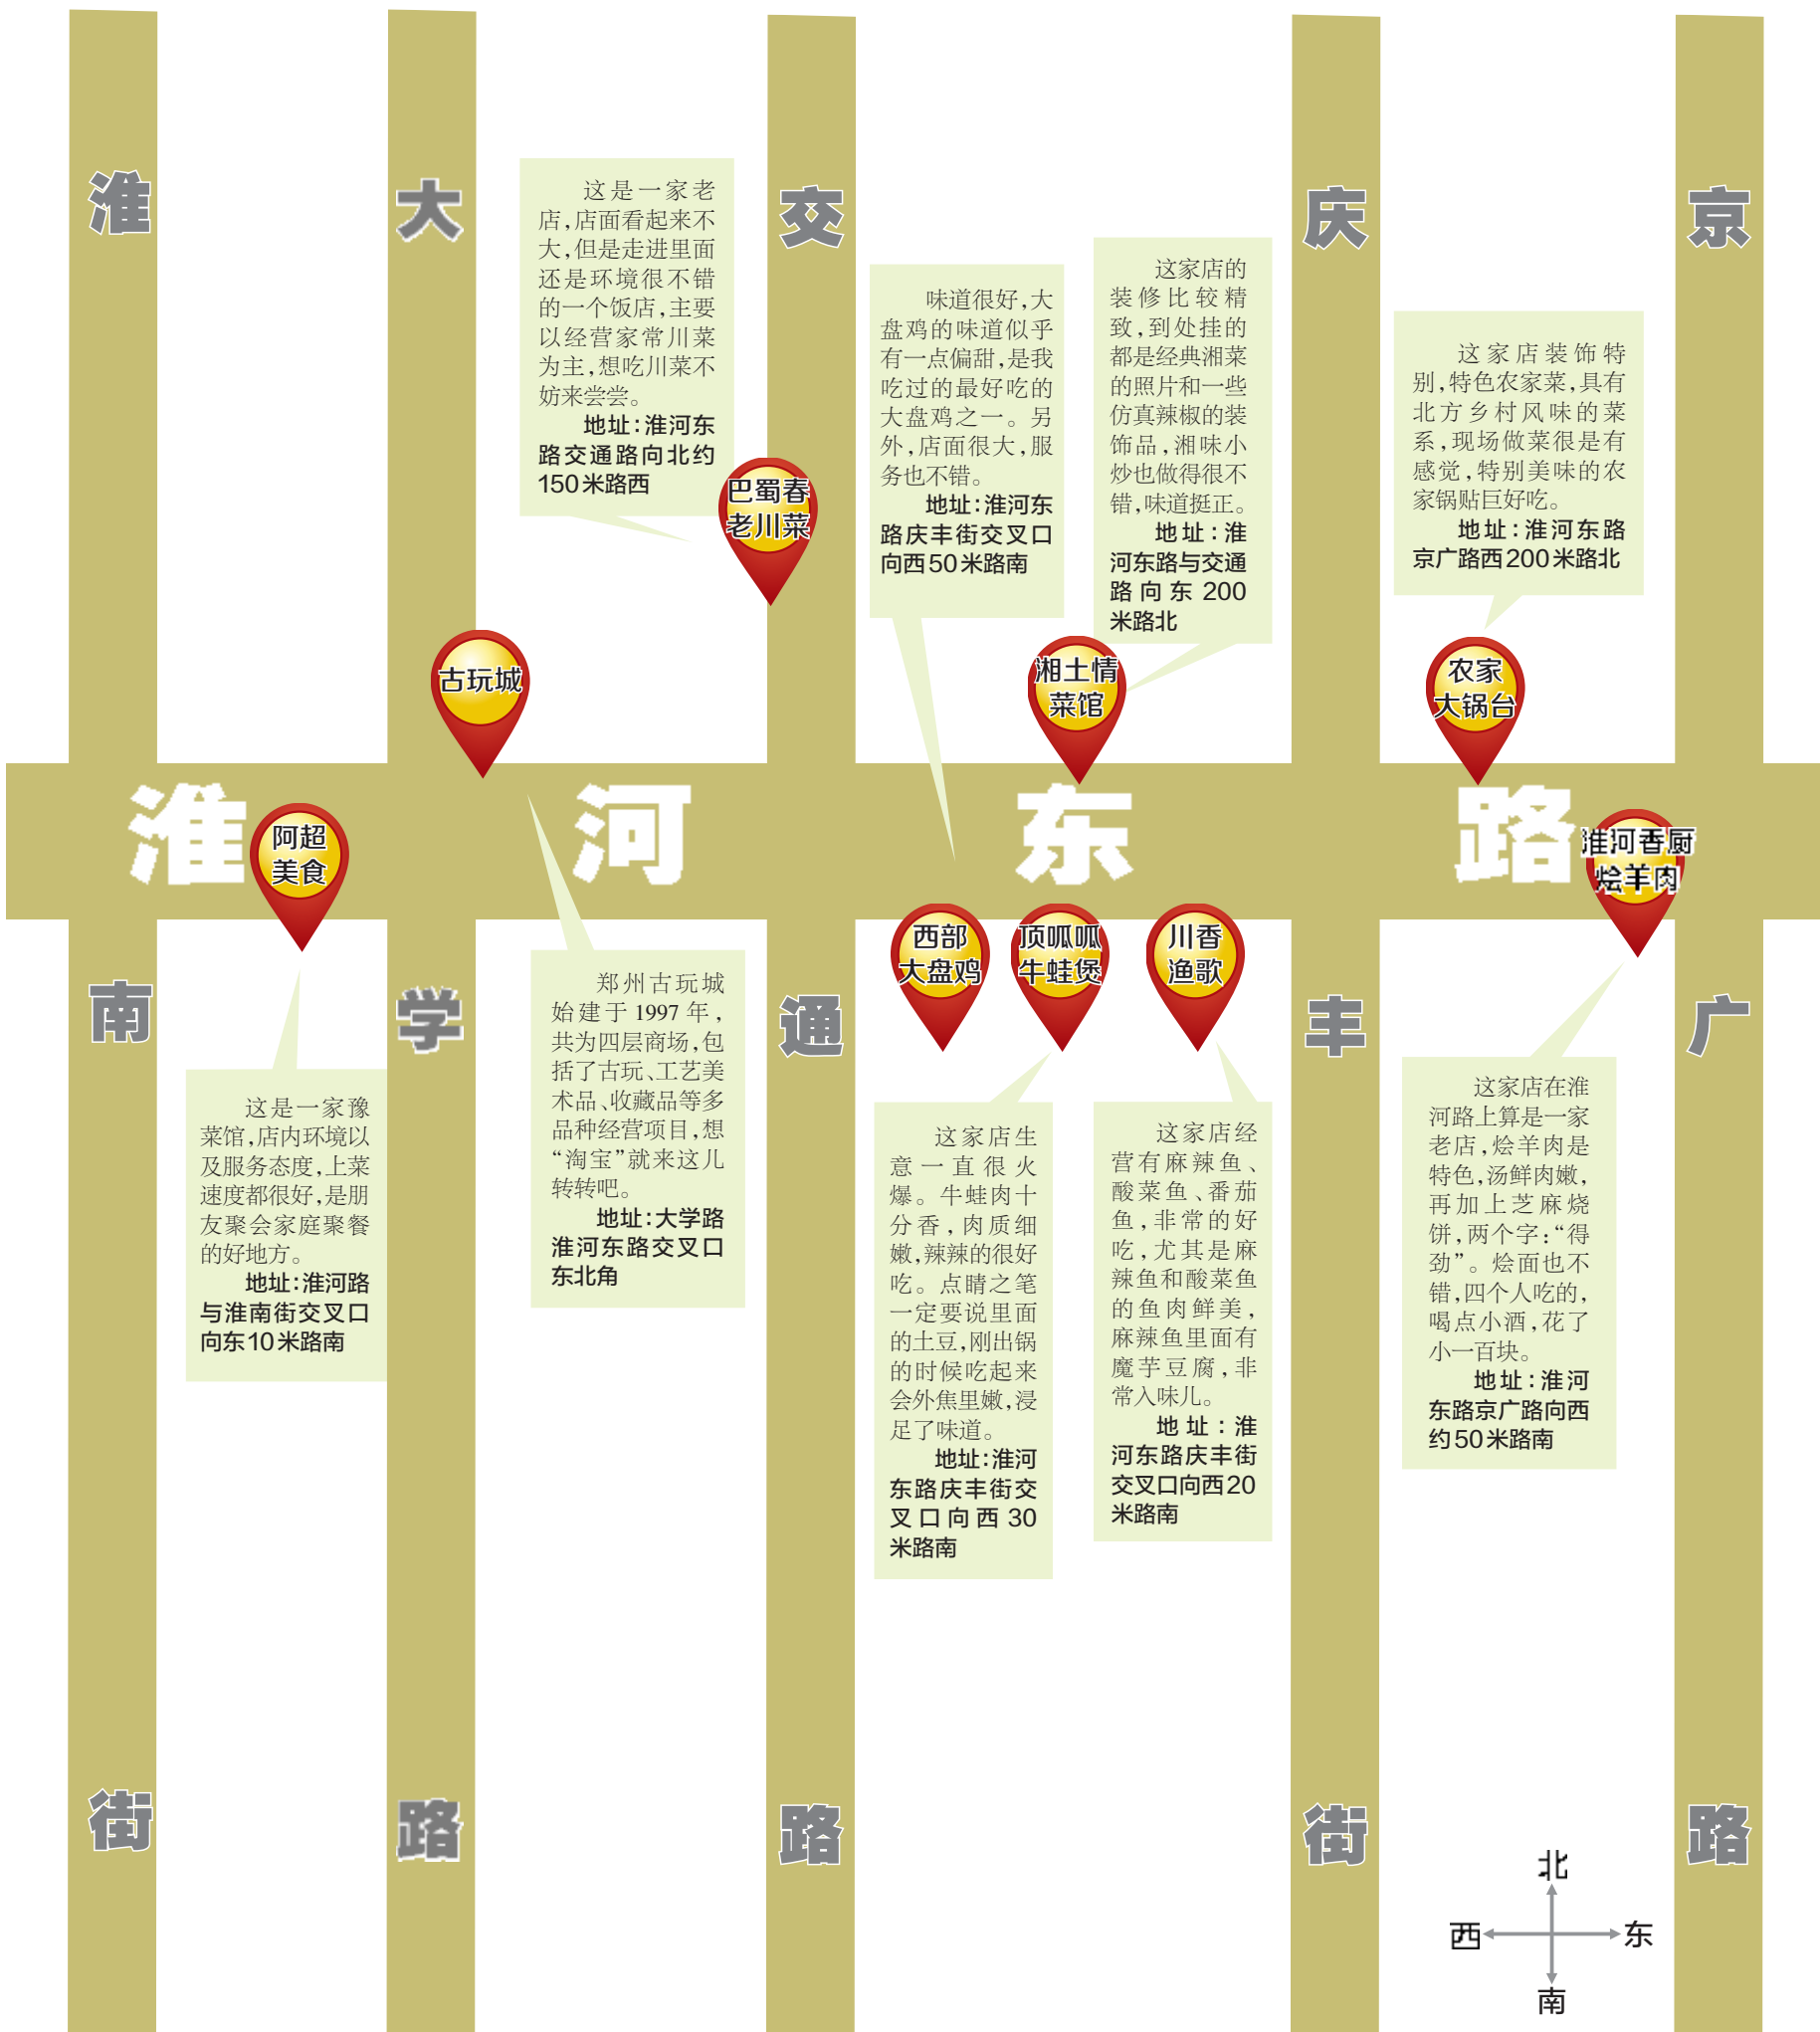 淮南街
大学路
交通路
庆丰街
京广路
淮河东路
这是一家老
店,店面看起来不
大,但是走进里面
还是环境很不错
的一个饭店,主要
以经营家常川菜
为主,想吃川菜不
妨来尝尝。
地址:淮河东
路交通路向北约
150米路西
巴蜀春
老川菜
味道很好,大
盘鸡的味道似乎
有一点偏甜,是我
吃过的最好吃的
大盘鸡之一。另
外,店面很大,服
务也不错。
地址:淮河东
路庆丰街交叉口
向西50米路南
这家店的
装修比较精
致,到处挂的
都是经典湘菜
的照片和一些
仿真辣椒的装
饰品,湘味小
炒也做得很不
错,味道挺正。
地址:淮
河东路与交通
路向东200
米路北
这家店装饰特
别,特色农家菜,具有
北方乡村风味的菜
系,现场做菜很是有
感觉,特别美味的农
家锅贴巨好吃。
地址:淮河东路
京广路西200米路北
古玩城
湘土情
菜馆
农家
大锅台
阿超
美食
淮河香厨
烩羊肉
西部
大盘鸡
顶呱呱
牛蛙煲
川香
渔歌
这是一家豫
菜馆,店内环境以
及服务态度,上菜
速度都很好,是朋
友聚会家庭聚餐
的好地方。
地址:淮河路
与淮南街交叉口
向东10米路南
郑州古玩城
始建于1997年,
共为四层商场,包
括了古玩、工艺美
术品、收藏品等多
品种经营项目,想
“淘宝”就来这儿
转转吧。
地址:大学路
淮河东路交叉口
东北角
这家店生
意一直很火
爆。牛蛙肉十
分香,肉质细
嫩,辣辣的很好
吃。点睛之笔
一定要说里面
的土豆,刚出锅
的时候吃起来
会外焦里嫩,浸
足了味道。
地址:淮河
东路庆丰街交
叉口向西30
米路南
这家店经
营有麻辣鱼、
酸菜鱼、番茄
鱼,非常的好
吃,尤其是麻
辣鱼和酸菜鱼
的鱼肉鲜美,
麻辣鱼里面有
魔芋豆腐,非
常入味儿。
地址:淮
河东路庆丰街
交叉口向西20
米路南
这家店在淮
河路上算是一家
老店,烩羊肉是
特色,汤鲜肉嫩,
再加上芝麻烧
饼,两个字:“得
劲”。烩面也不
错,四个人吃的,
喝点小酒,花了
小一百块。
地址:淮河
东路京广路向西
约50米路南
北
西
东
南